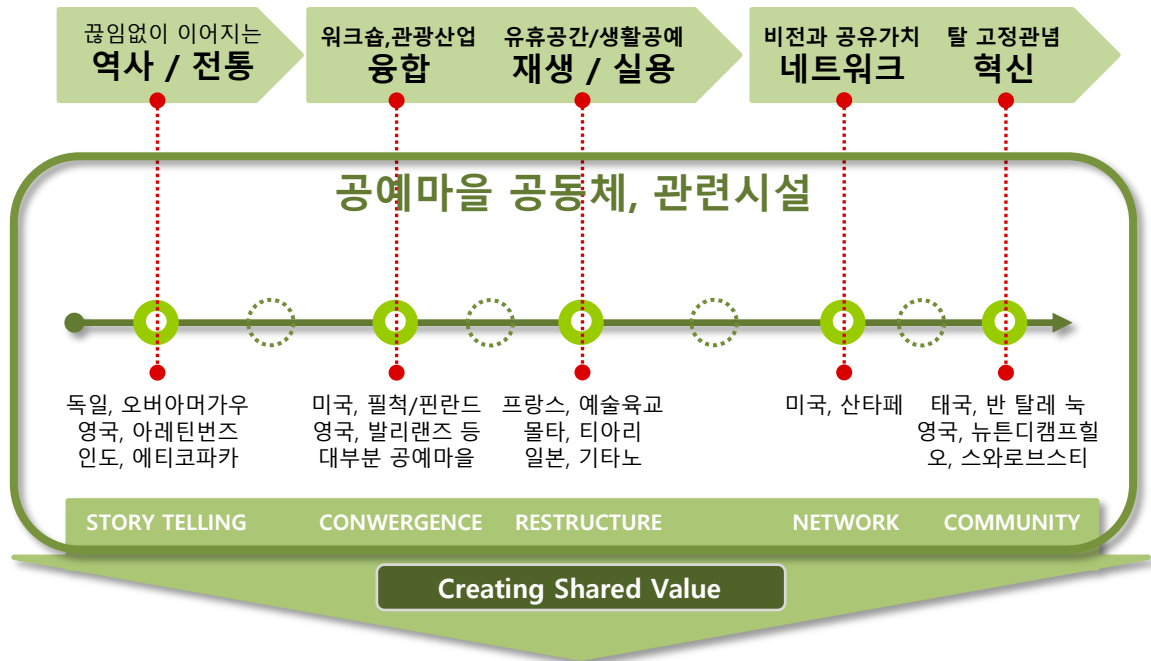 끊임없이 이어지는
역사 / 전통
워크숍,관광산업
융합
유휴공간/생활공예
재생 / 실용
비전과 공유가치
네트워크
탈 고정관념
혁신
공예마을 공동체, 관련시설
독일, 오버아머가우
영국, 아레틴번즈
인도, 에티코파카
미국, 필척/핀란드
영국, 발리랜즈 등
대부분 공예마을
프랑스, 예술육교
몰타, 티아리
일본, 기타노
미국, 산타페
태국, 반 탈레 눅
영국, 뉴튼디캠프힐
오, 스와로브스티
STORY TELLING
CONWERGENCE
RESTRUCTURE
NETWORK
COMMUNITY
Creating Shared Value